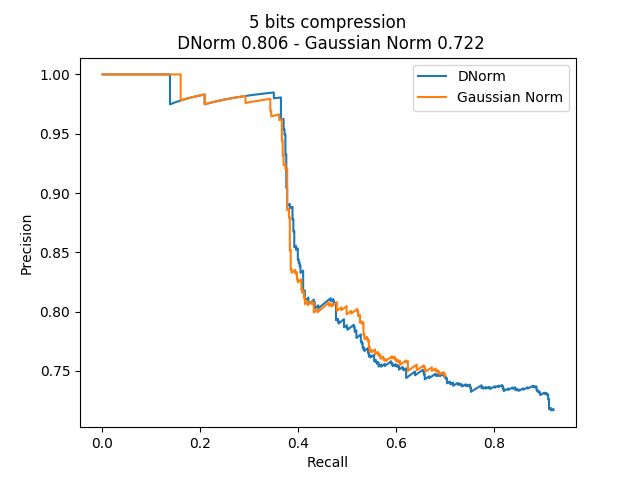 5 bits compression
DNorm 0.806 - Gaussian Norm 0.722
DNorm
Gaussian Norm
1.00
0.95
0.90
0.85
0.80
0.75
Precision
0.0
0.2
0.4
0.6
0.8
Recall